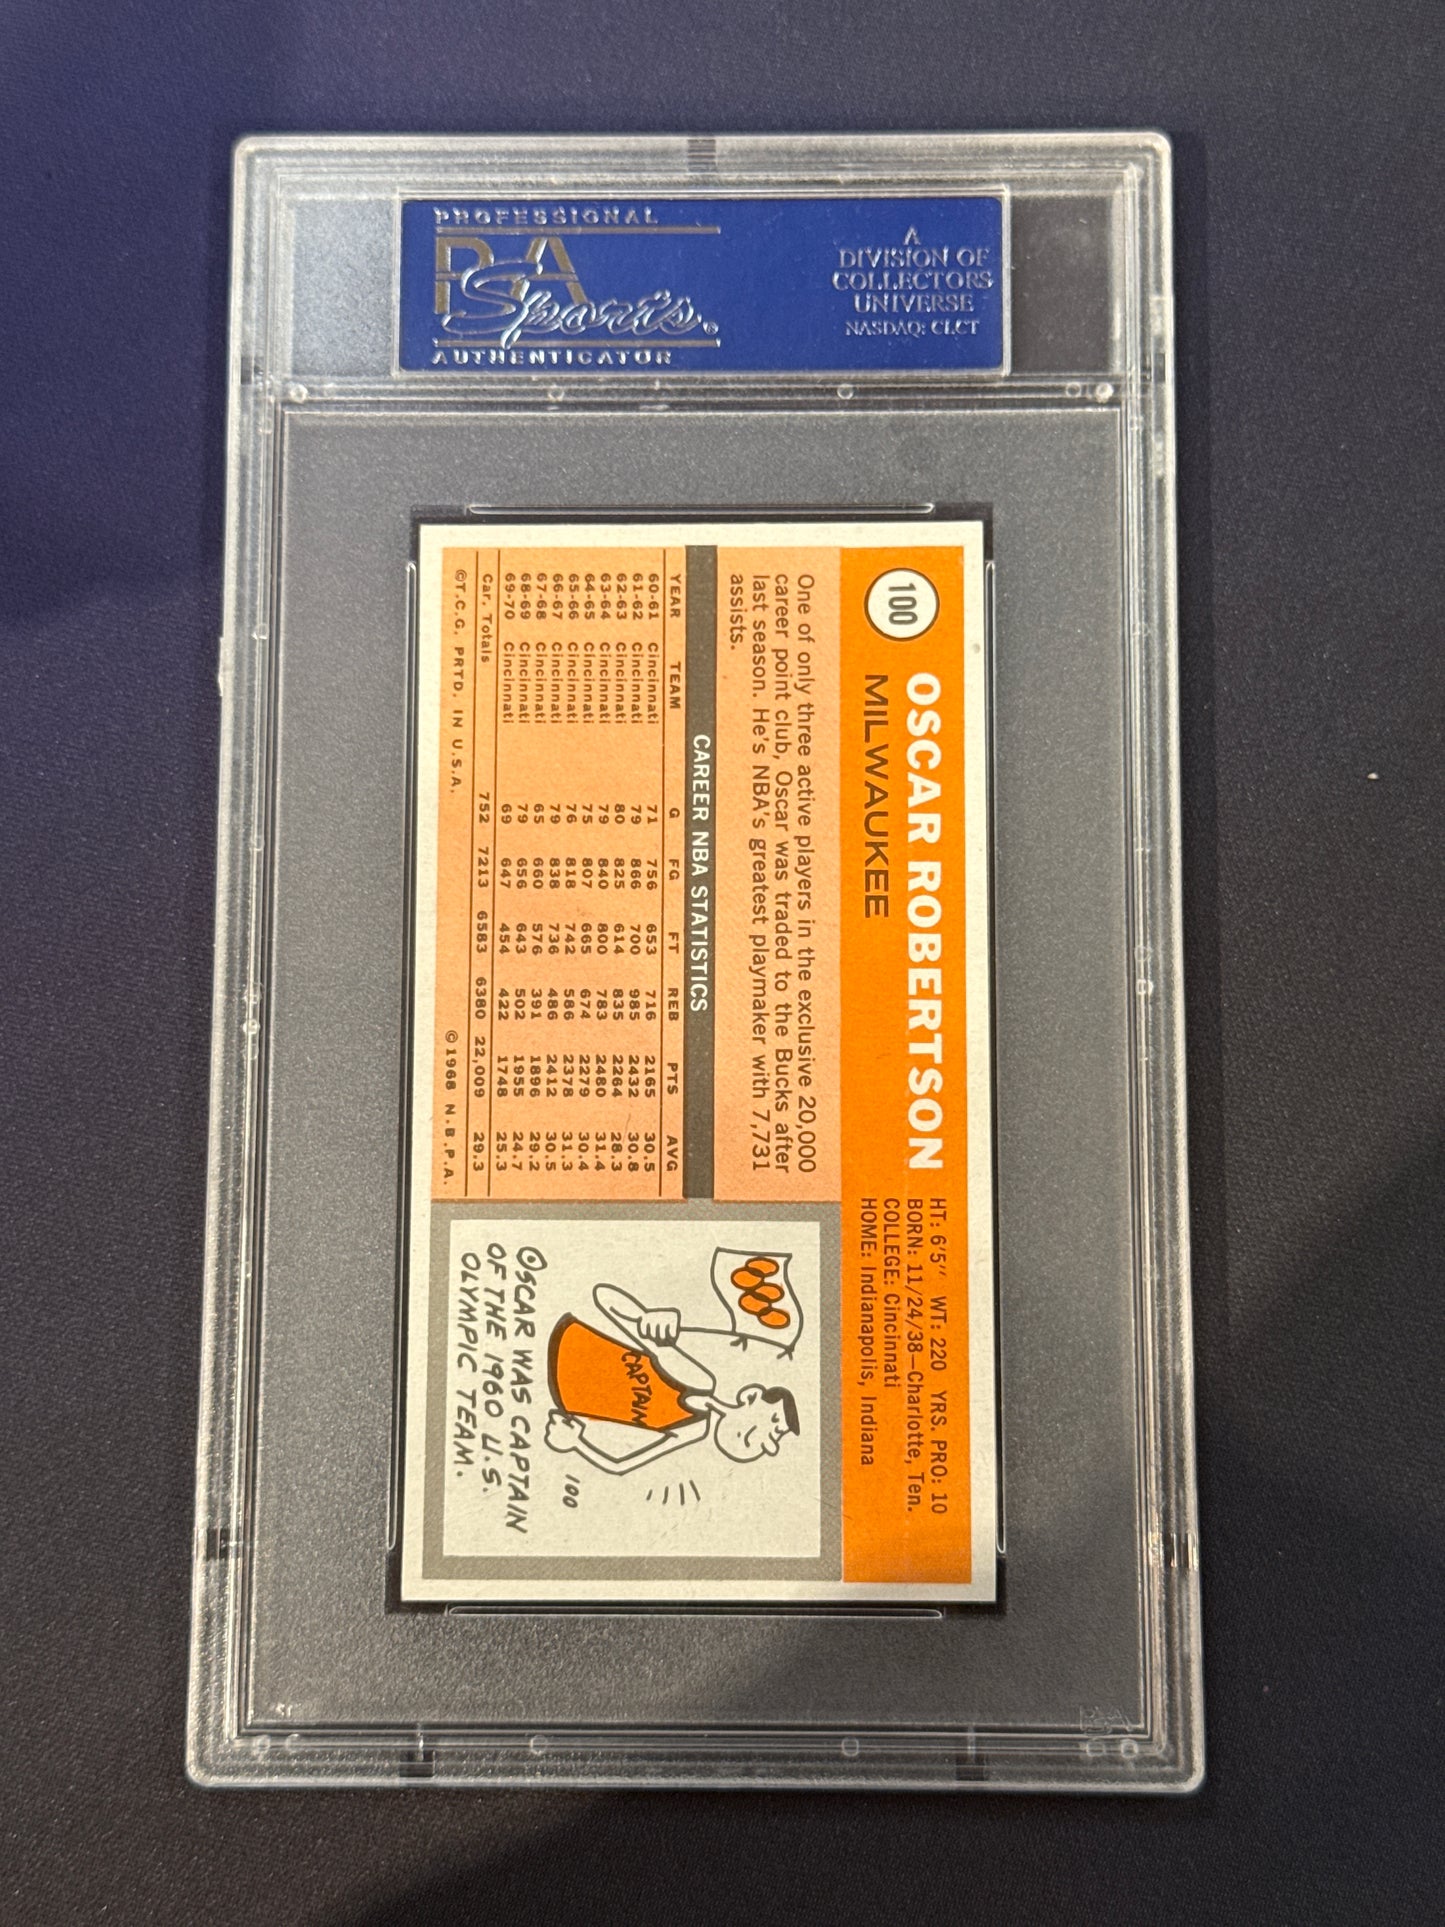 PROFESSIONAL
PSA
Sports
AUTHENTICATOR
A
DIVISION OF
COLLECTORS
UNIVERSE
NASDAQ: CLCT
100
OSCAR ROBERTSON
MILWAUKEE
HT: 6'5" WT: 220 YRS. PRO: 10
BORN: 11/24/38—Charlotte, Ten.
COLLEGE: Cincinnati
HOME: Indianapolis, Indiana
One of only three active players in the exclusive 20,000
career point club, Oscar was traded to the Bucks after
last season. He's NBA's greatest playmaker with 7,731
assists.
CAREER NBA STATISTICS
YEAR TEAM G FG FT REB PTS AVG
60-61 Cincinnati 71 756 653 716 2165 30.5
61-62 Cincinnati 79 866 700 985 2432 30.8
62-63 Cincinnati 80 825 614 835 2264 28.3
63-64 Cincinnati 79 840 800 783 2480 31.4
64-65 Cincinnati 75 807 665 674 2279 30.4
65-66 Cincinnati 76 818 742 586 2378 31.3
66-67 Cincinnati 79 838 736 486 2412 30.5
67-68 Cincinnati 65 660 576 391 1896 29.2
68-69 Cincinnati 79 656 643 502 1955 24.7
69-70 Cincinnati 69 647 454 422 1748 25.3
Car. Totals 752 7213 6583 6380 22,009 29.3
©T.C.G. PRTD. IN U.S.A. ©1968 N.B.P.A.
CAPTAIN
100
OSCAR WAS CAPTAIN
OF THE 1960 U.S.
OLYMPIC TEAM.